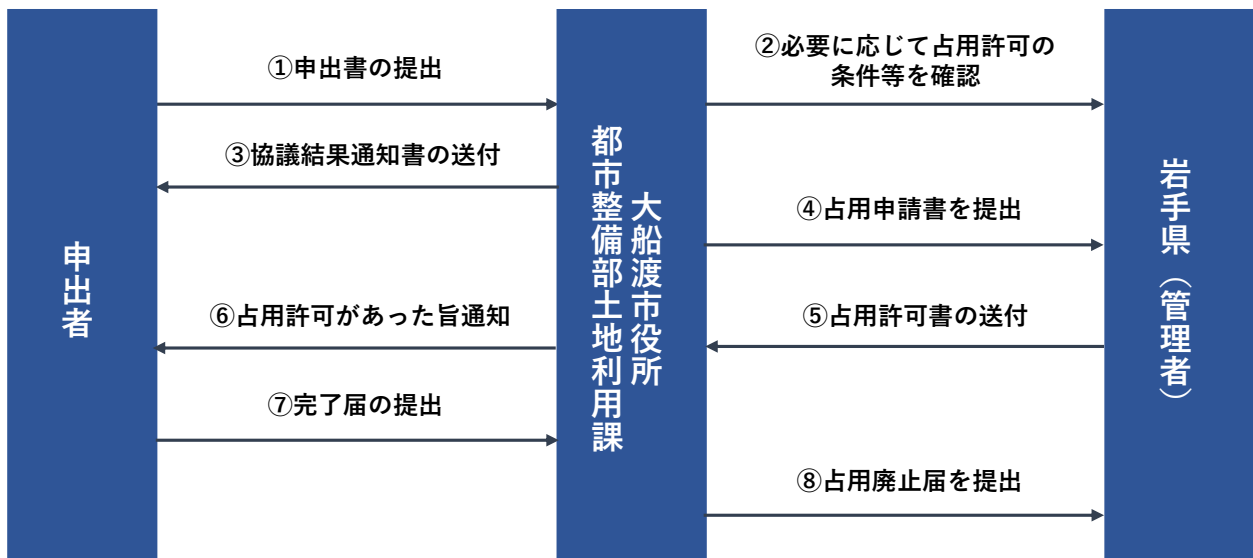 申出者
①申出書の提出
③協議結果通知書の送付
⑥占用許可があった旨通知
⑦完了届の提出
大船渡市役所
都市整備部土地利用課
②必要に応じて占用許可の
条件等を確認
④占用申請書を提出
⑤占用許可書の送付
⑧占用廃止届を提出
岩手県（管理者）